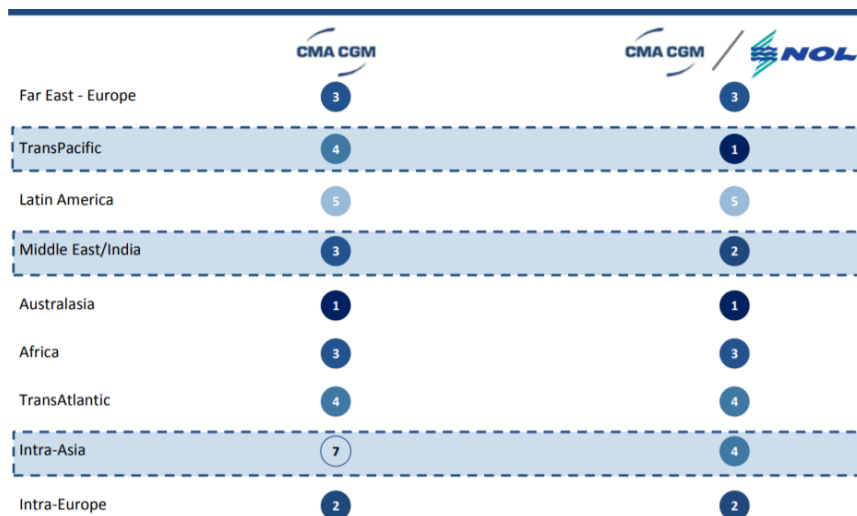 CMA CGM CMA CGM / NOL
Far East - Europe 3 3
TransPacific 4 1
Latin America 5 5
Middle East/India 3 2
Australasia 1 1
Africa 3 3
TransAtlantic 4 4
Intra-Asia 7 4
Intra-Europe 2 2